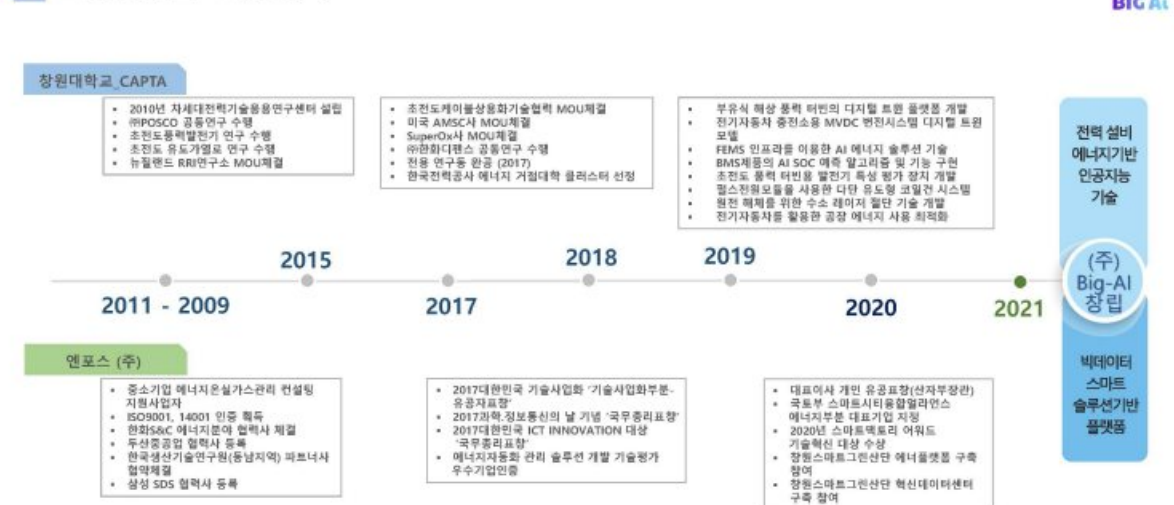 BIG AI
창원대학교_CAPTA
2010년 차세대전력기술응용연구센터 설립
㈜POSCO 공동연구 수행
초전도풍력발전기 연구 수행
초전도 유도가열로 연구 수행
뉴질랜드 RRI연구소 MOU체결
초전도케이블상용화기술협력 MOU체결
미국 AMSC사 MOU체결
SuperOx사 MOU체결
㈜한화디펜스 공동연구 수행
전용 연구동 완공 (2017)
한국전력공사 에너지 거점대학 클러스터 선정
부유식 해상 풍력 터빈의 디지털 트윈 플랫폼 개발
전기자동차 충전소용 MVDC 변전시스템 디지털 트윈
모델
FEMS 인프라를 이용한 AI 에너지 솔루션 기술
BMS제품의 AI SOC 예측 알고리즘 및 기능 구현
초전도 풍력 터빈용 발전기 특성 평가 장치 개발
펄스전원모듈을 사용한 다단 유도형 코일건 시스템
원전 해체를 위한 수소 레이저 절단 기술 개발
전기자동차를 활용한 공장 에너지 사용 최적화
전력 설비
에너지기반
인공지능
기술
2011 - 2009
2015
2017
2018
2019
2020
2021
(주)
Big-AI
창립
엔포스 (주)
중소기업 에너지온실가스관리 컨설팅
지원사업자
ISO9001, 14001 인증 획득
한화S&C 에너지분야 협력사 체결
두산중공업 협력사 등록
한국생산기술연구원(동남지역) 파트너사
협약체결
삼성 SDS 협력사 등록
2017대한민국 기술사업화 '기술사업화부분-
유공자표창'
2017과학.정보통신의 날 기념 '국무총리표창'
2017대한민국 ICT INNOVATION 대상
'국무총리표창'
에너지자동화 관리 솔루션 개발 기술평가
우수기업인증
대표이사 개인 유공표창(산자부장관)
국토부 스마트시티융합얼라언스
에너지부분 대표기업 지정
2020년 스마트팩토리 어워드
기술혁신 대상 수상
창원스마트그린산단 에너플랫폼 구축
참여
창원스마트그린산단 혁신데이터센터
구축 참여
빅데이터
스마트
솔루션기반
플랫폼